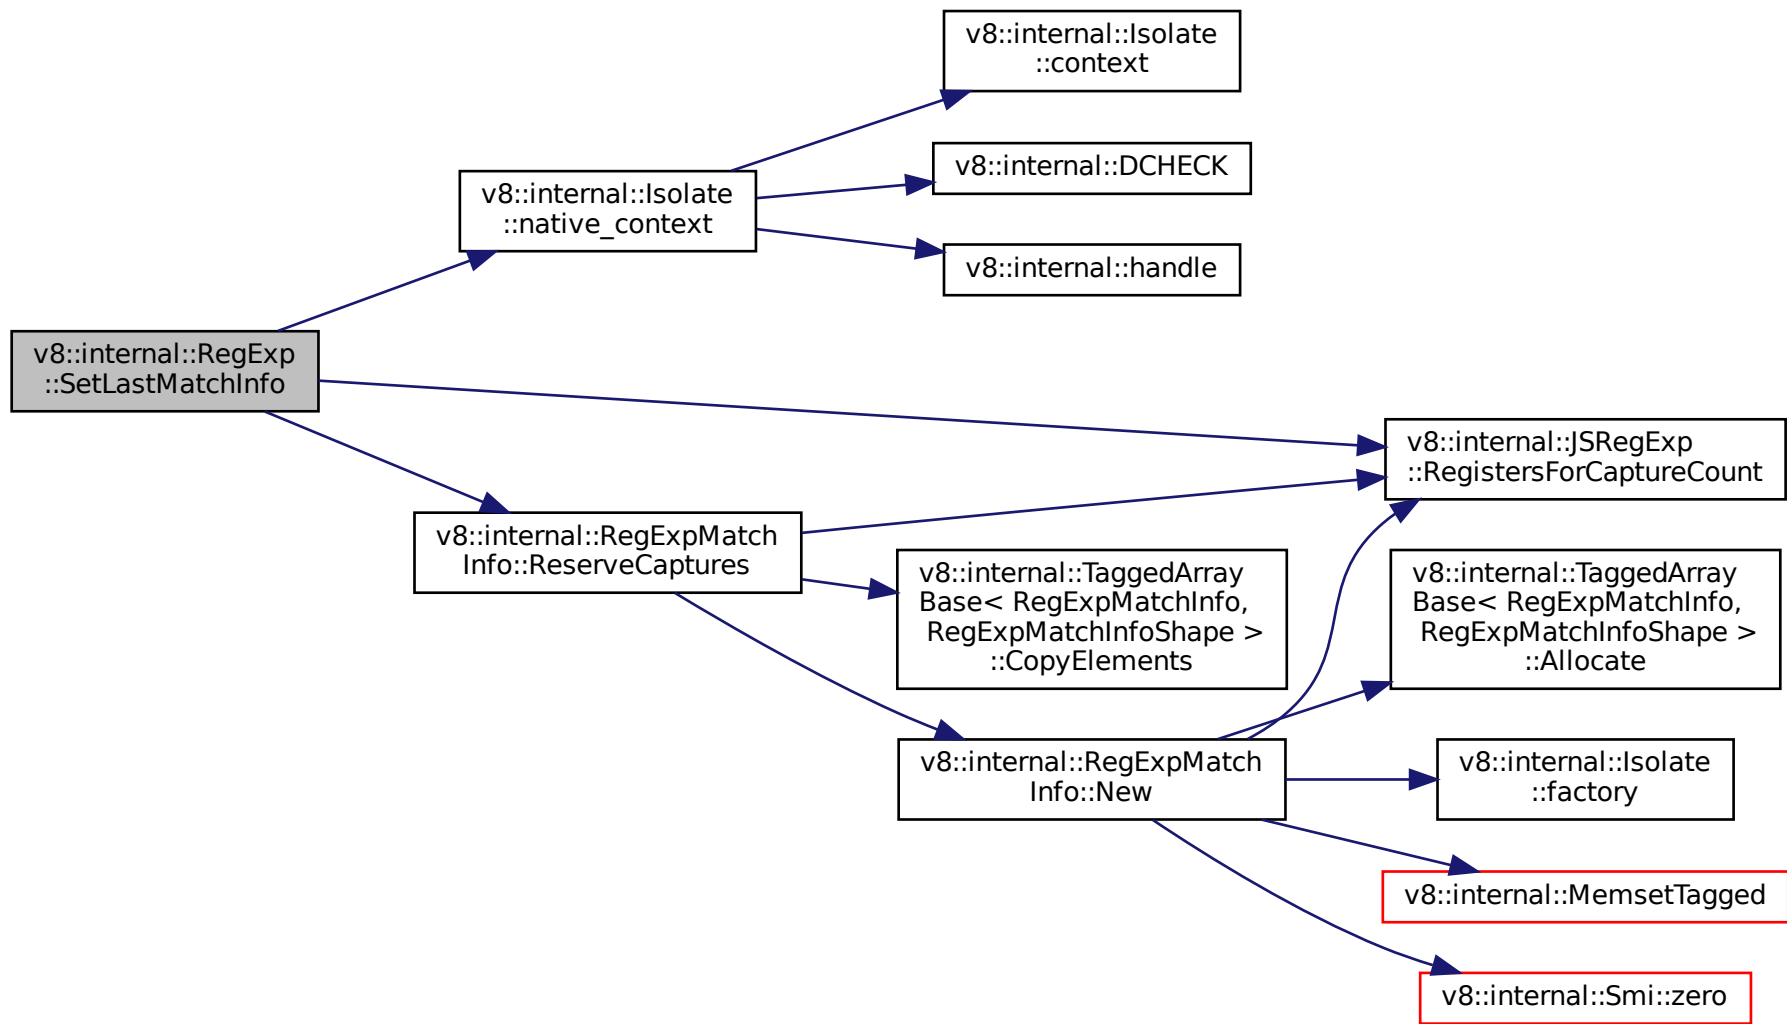 v8::internal::Isolate
::context
v8::internal::DCHECK
v8::internal::Isolate
::native_context
v8::internal::handle
v8::internal::RegExp
::SetLastMatchInfo
v8::internal::JSRegExp
::RegistersForCaptureCount
v8::internal::RegExpMatch
Info::ReserveCaptures
v8::internal::TaggedArray
Base< RegExpMatchInfo,
RegExpMatchInfoShape >
::CopyElements
v8::internal::TaggedArray
Base< RegExpMatchInfo,
RegExpMatchInfoShape >
::Allocate
v8::internal::RegExpMatch
Info::New
v8::internal::Isolate
::factory
v8::internal::MemsetTagged
v8::internal::Smi::zero